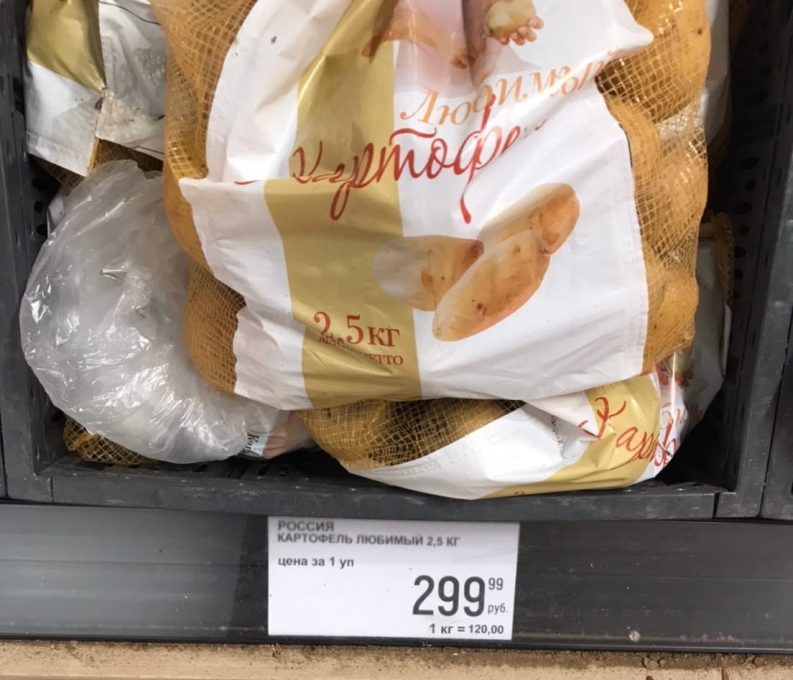 Любимый
Картофе
2,5кг
РОССИЯ
КАРТОФЕЛЬ ЛЮБИМЫЙ 2,5 КГ
цена за 1 уп
299 99
руб.
1 кг = 120,00